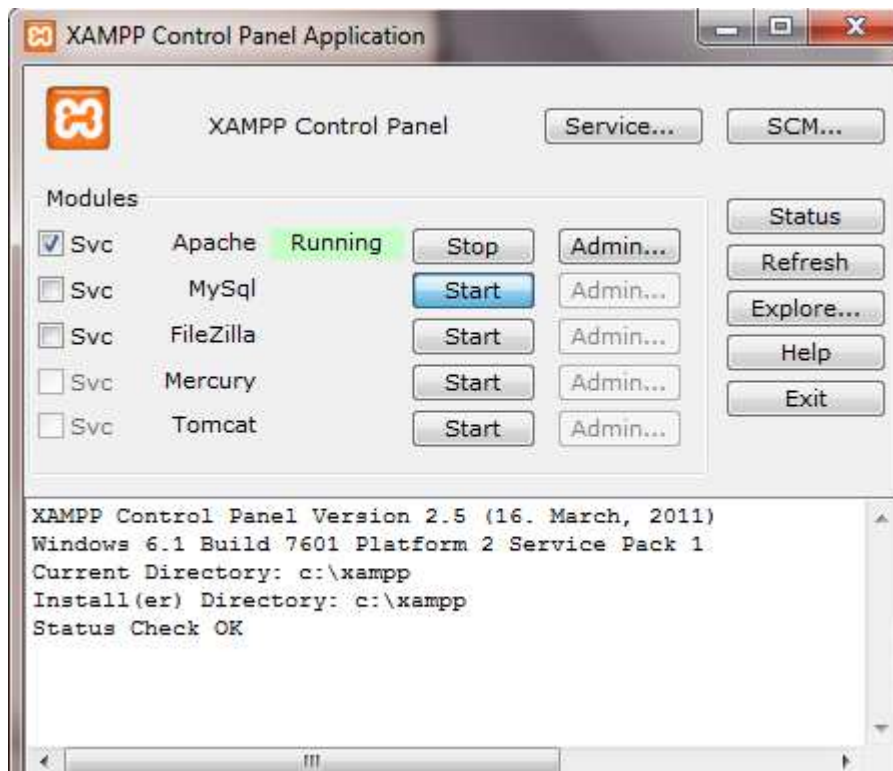 XAMPP Control Panel Application
XAMPP Control Panel Service... SCM...
Modules
Svc Apache Running Stop Admin...
Svc MySql Start Admin...
Svc FileZilla Start Admin...
Svc Mercury Start Admin...
Svc Tomcat Start Admin...
Status
Refresh
Explore...
Help
Exit
XAMPP Control Panel Version 2.5 (16. March, 2011)
Windows 6.1 Build 7601 Platform 2 Service Pack 1
Current Directory: c:\xampp
Install(er) Directory: c:\xampp
Status Check OK